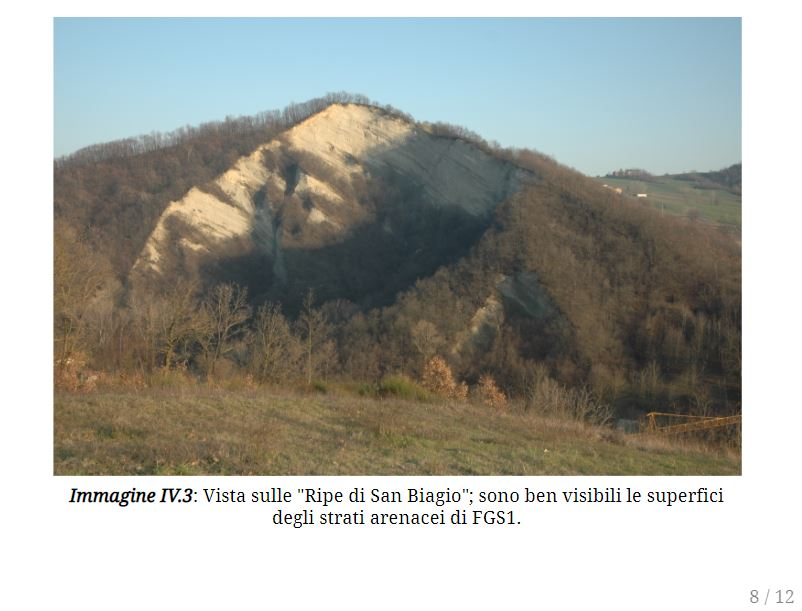 Immagine IV.3: Vista sulle "Ripe di San Biagio"; sono ben visibili le superfici
degli strati arenacei di FGS1.
8 / 12